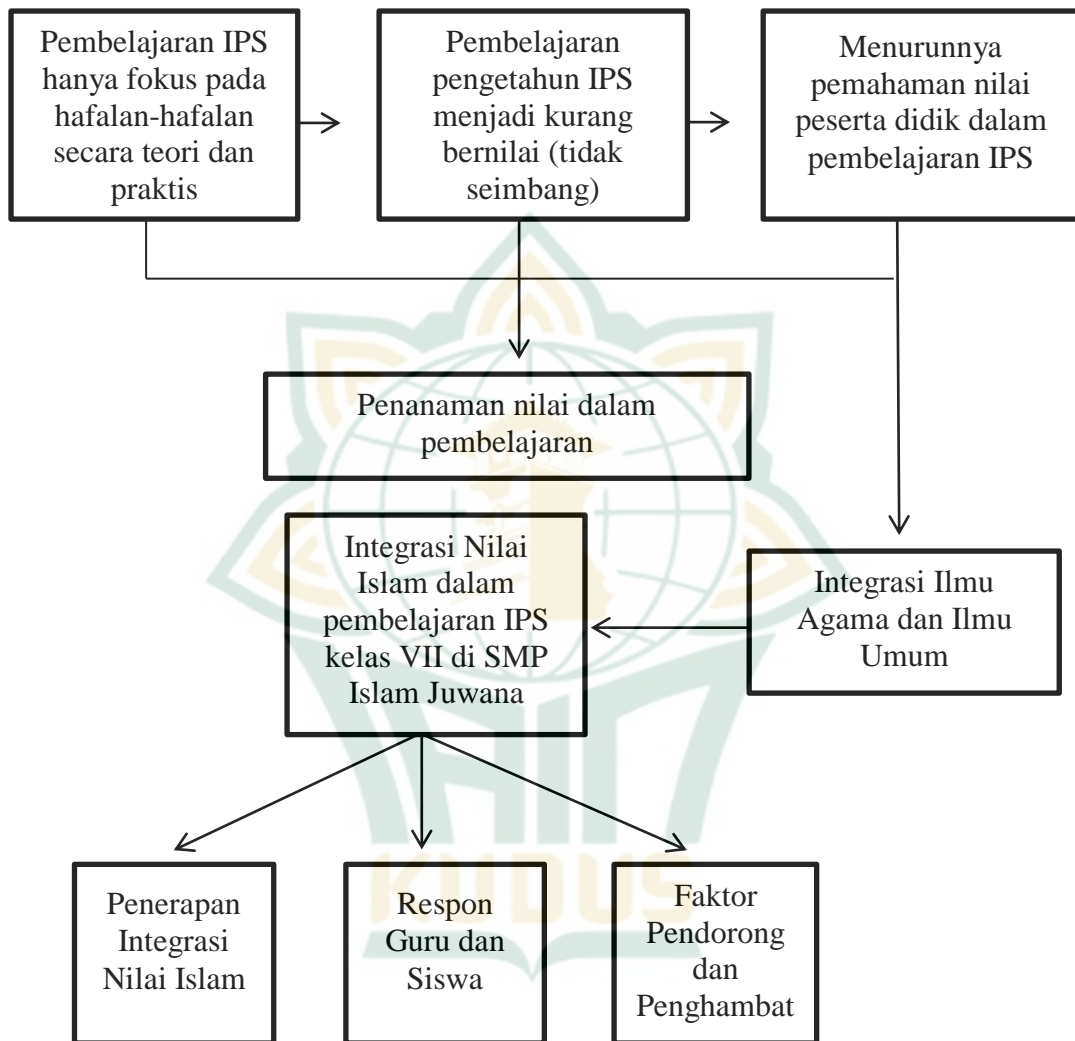 Pembelajaran IPS
hanya fokus pada
hafalan-hafalan
secara teori dan
praktis
Pembelajaran
pengetahun IPS
menjadi kurang
bernilai (tidak
seimbang)
Menurunnya
pemahaman nilai
peserta didik dalam
pembelajaran IPS
Penanaman nilai dalam
pembelajaran
Integrasi Nilai
Islam dalam
pembelajaran IPS
kelas VII di SMP
Islam Juwana
Integrasi Ilmu
Agama dan Ilmu
Umum
Penerapan
Integrasi
Nilai Islam
Respon
Guru dan
Siswa
Faktor
Pendorong
dan
Penghambat
KUDUS